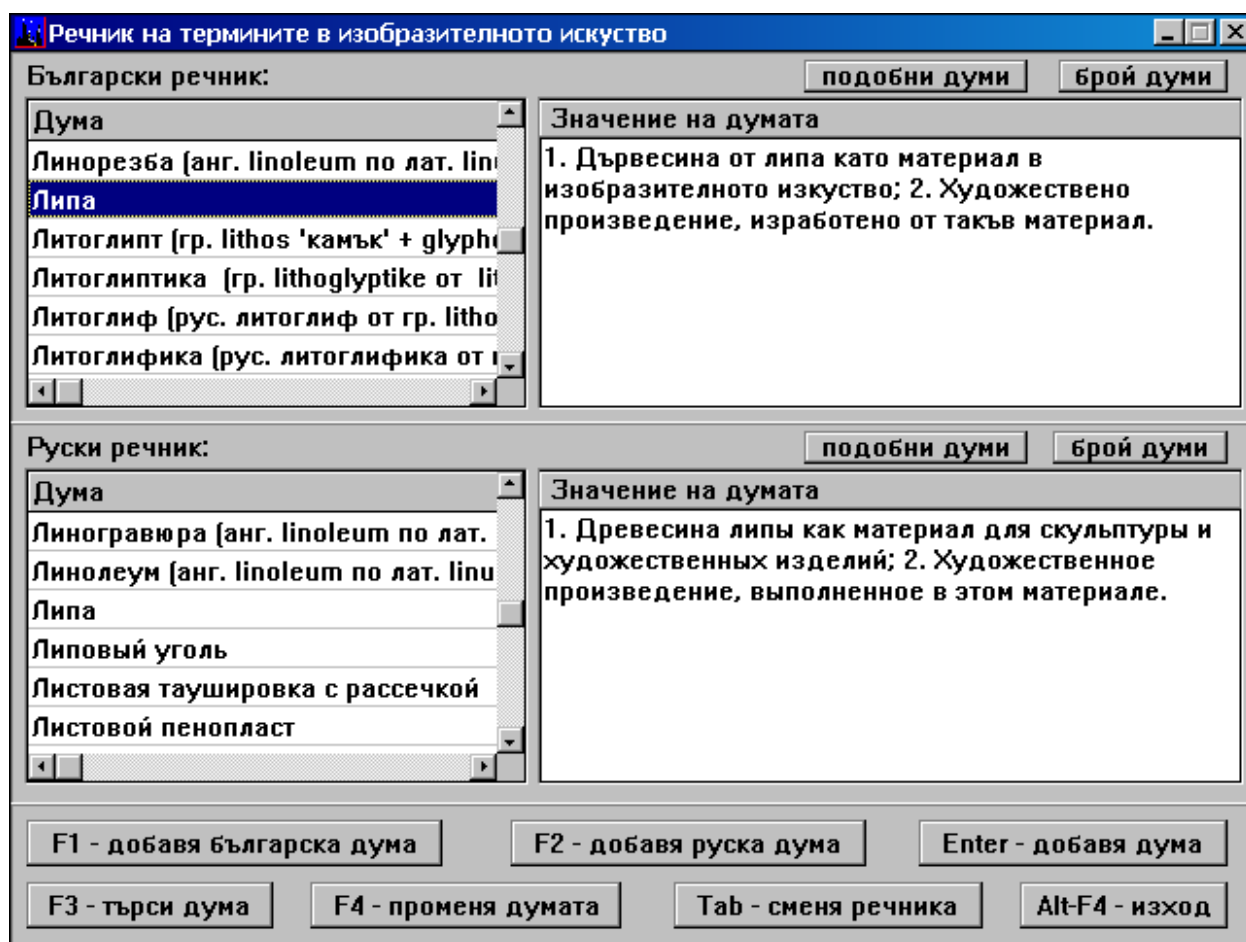 Речник на термините в изобразителното искуство
Български речник:
подобни думи
брой думи
Дума
Линорезба (анг. linoleum по лат. lin
Липа
Литоглипт (гр. lithos 'камък' + glyph
Литоглиптика (гр. lithoglyptike от lit
Литоглиф (рус. литоглиф от гр. litho
Литоглифика (рус. литоглифика от
Значение на думата
1. Дървесина от липа като материал в
изобразителното изкуство; 2. Художествено
произведение, изработено от такъв материал.
Руски речник:
подобни думи
брой думи
Дума
Линогравюра (анг. linoleum по лат.
Линолеум (анг. linoleum по лат. linu
Липа
Липовый уголь
Листовая таушировка с рассечкой
Листовой пенопласт
Значение на думата
1. Древесина липы как материал для скульптуры и
художественных изделий; 2. Художественное
произведение, выполненное в этом материале.
F1 - добавя българска дума
F2 - добавя руска дума
Enter - добавя дума
F3 - търси дума
F4 - променя думата
Tab - сменя речника
Alt-F4 - изход